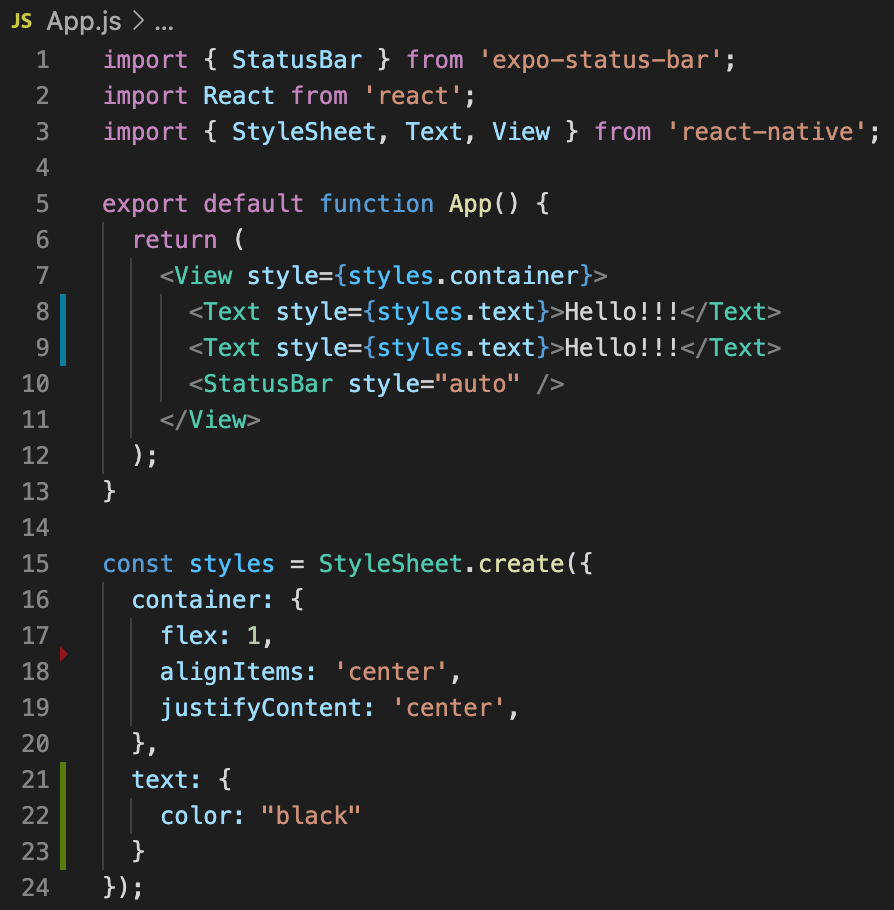 JS App.js > ...
1 import { StatusBar } from 'expo-status-bar';
2 import React from 'react';
3 import { StyleSheet, Text, View } from 'react-native';
4
5 export default function App() {
6   return (
7     <View style={styles.container}>
8       <Text style={styles.text}>Hello!!!</Text>
9       <Text style={styles.text}>Hello!!!</Text>
10       <StatusBar style="auto" />
11     </View>
12   );
13 }
14
15 const styles = StyleSheet.create({
16   container: {
17     flex: 1,
18     alignItems: 'center',
19     justifyContent: 'center',
20   },
21   text: {
22     color: "black"
23   }
24 });